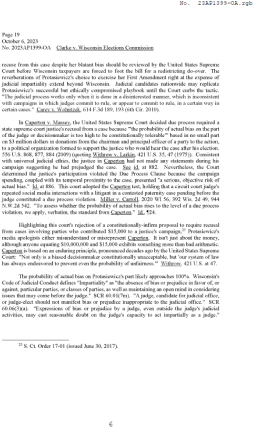 No. 2023AP1399-OA.rgb
Page 19
October 6, 2023
No. 2023AP1399-OA Clarke v. Wisconsin Elections Commission
recuse from this case despite her blatant bias should be reviewed by the United States Supreme
Court before Wisconsin taxpayers are forced to foot the bill for a redistricting do-over. The
reverberations of Protasiewicz's choice to exercise her First Amendment right at the expense of
judicial impartiality extend beyond Wisconsin. Judicial candidates nationwide may replicate
Protasiewicz's successful but ethically compromised playbook until the Court curbs the tactic.
"The judicial process works only when it is done in a disinterested manner, which is inconsistent
with campaigns in which judges commit to rule, or appear to commit to rule, in a certain way in
certain cases." Carey v. Wolnitzek, 614 F.3d 189, 193 (6th Cir. 2010).
In Caperton v. Massey, the United States Supreme Court decided due process required a
state supreme court justice's recusal from a case because "the probability of actual bias on the part
of the judge or decisionmaker is too high to be constitutionally tolerable" based in no small part
on $3 million dollars in donations from the chairman and principal officer of a party to the action,
to a political organization formed to support the justice who would hear the case after his election.
556 U.S. 868, 877, 884 (2009) (quoting Withrow v. Larkin, 421 U.S. 35, 47 (1975)). Consistent
with universal judicial ethics, the justice in Caperton had not made any statements during his
campaign suggesting he had prejudged the case. See id. at 882. Nevertheless, the Court
determined the justice's participation violated the Due Process Clause because the campaign
spending, coupled with its temporal proximity to the case, presented "a serious, objective risk of
actual bias." Id. at 886. This court adopted the Caperton test, holding that a circuit court judge's
repeated social media interactions with a litigant in a contested paternity case pending before the
judge constituted a due process violation. Miller v. Carroll, 2020 WI 56, 392 Wis. 2d 49, 944
N.W.2d 542. "To assess whether the probability of actual bias rises to the level of a due process
violation, we apply, verbatim, the standard from Caperton." Id., ¶24.
Highlighting this court's rejection of a constitutionally-infirm proposal to require recusal
from cases involving parties who contributed $15,000 to a justice's campaign, Protasiewicz's
media apologists either misunderstand or misrepresent Caperton. It isn't just about the money,
although anyone equating $10,000,000 and $15,000 exhibits something more than bad arithmetic.
Caperton is based on an enduring principle, pronounced decades ago by the United States Supreme
Court: "Not only is a biased decisionmaker constitutionally unacceptable, but 'our system of law
has always endeavored to prevent even the probability of unfairness.'" Withrow, 421 U.S. at 47.
The probability of actual bias on Protasiewicz's part likely approaches 100%. Wisconsin's
Code of Judicial Conduct defines "Impartiality" as "the absence of bias or prejudice in favor of, or
against, particular parties, or classes of parties, as well as maintaining an open mind in considering
issues that may come before the judge." SCR 60.01(7m). "A judge, candidate for judicial office,
or judge-elect should not manifest bias or prejudice inappropriate to the judicial office." SCR
60.06(3)(a). "Expressions of bias or prejudice by a judge, even outside the judge's judicial
activities, may cast reasonable doubt on the judge's capacity to act impartially as a judge."
S. Ct. Order 17-01 (issued June 30, 2017).